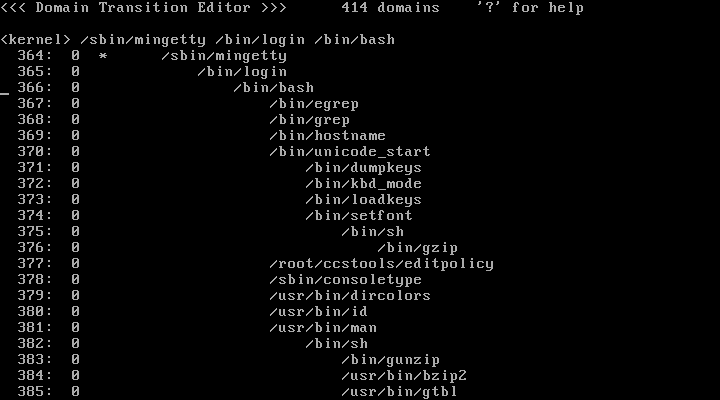 <<< Domain Transition Editor >>>      414 domains    '?' for help
<kernel> /sbin/mingetty /bin/login /bin/bash
364:  0  *      /sbin/mingetty
365:  0             /bin/login
366:  0                 /bin/bash
367:  0                     /bin/egrep
368:  0                     /bin/grep
369:  0                     /bin/hostname
370:  0                     /bin/unicode_start
371:  0                         /bin/dumpkeys
372:  0                         /bin/kbd_mode
373:  0                         /bin/loadkeys
374:  0                         /bin/setfont
375:  0                             /bin/sh
376:  0                                 /bin/gzip
377:  0                     /root/ccstools/editpolicy
378:  0                     /sbin/consoletype
379:  0                     /usr/bin/dircolors
380:  0                     /usr/bin/id
381:  0                     /usr/bin/man
382:  0                         /bin/sh
383:  0                             /bin/gunzip
384:  0                             /usr/bin/bzip2
385:  0                             /usr/bin/gtbl